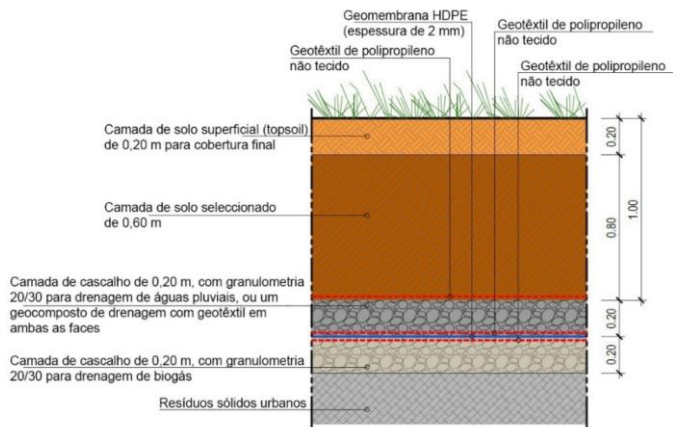 Geomembrana HDPE
(espessura de 2 mm)
Geotêxtil de polipropileno
não tecido
Geotêxtil de polipropileno
não tecido
Geotêxtil de polipropileno
não tecido
Camada de solo superficial (topsoil)
de 0,20 m para cobertura final
0.20
Camada de solo seleccionado
de 0,60 m
0.80
1.00
Camada de cascalho de 0,20 m, com granulometria
20/30 para drenagem de águas pluviais, ou um
geocomposto de drenagem com geotêxtil em
ambas as faces
0.20
Camada de cascalho de 0,20 m, com granulometria
20/30 para drenagem de biogás
0.20
Resíduos sólidos urbanos